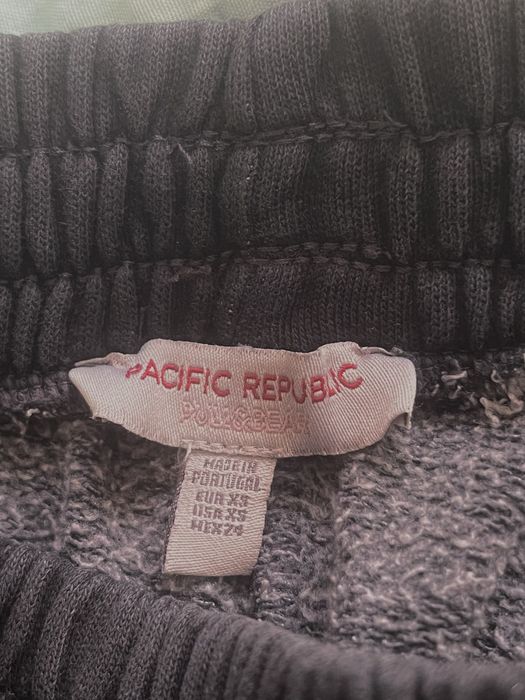 PACIFIC REPUBLIC
PULL&BEAR
MADE IN
PORTUGAL
EUR XS
USA XS
MEX 24